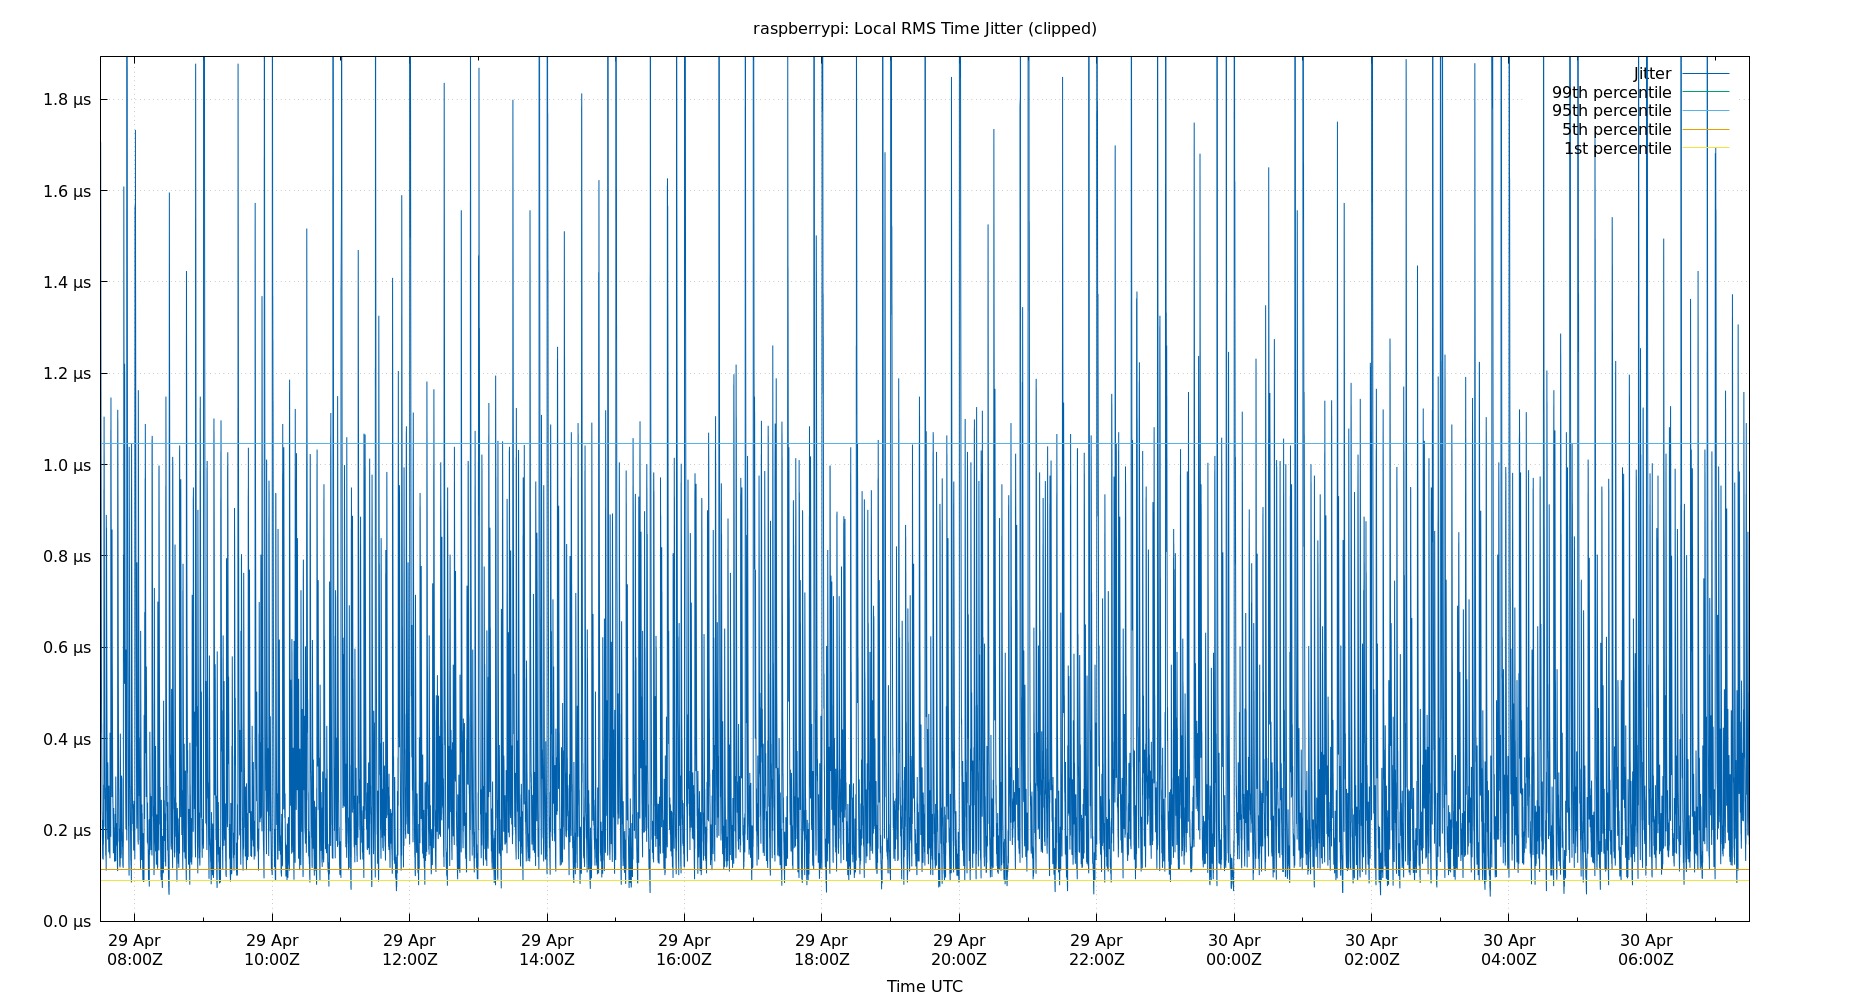 raspberrypi: Local RMS Time Jitter (clipped)
Jitter
99th percentile
95th percentile
5th percentile
1st percentile
1.8 µs
1.6 µs
1.4 µs
1.2 µs
1.0 µs
0.8 µs
0.6 µs
0.4 µs
0.2 µs
0.0 µs
29 Apr 29 Apr 29 Apr 29 Apr 29 Apr 29 Apr 29 Apr 29 Apr 30 Apr 30 Apr 30 Apr 30 Apr
08:00Z 10:00Z 12:00Z 14:00Z 16:00Z 18:00Z 20:00Z 22:00Z 00:00Z 02:00Z 04:00Z 06:00Z
Time UTC